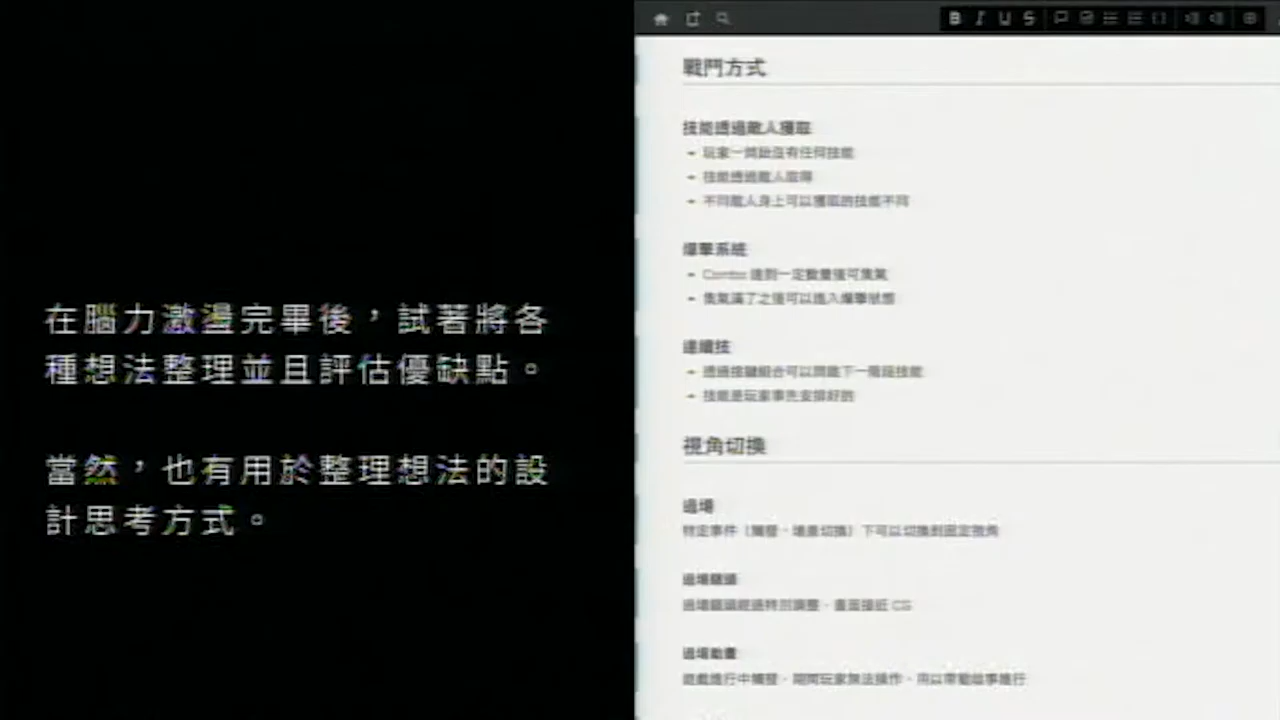 在腦力激盪完畢後，試著將各
種想法整理並且評估優缺點。
當然，也有用於整理想法的設
計思考方式。
戰鬥方式
技能透過敵人獲取
玩家一開始沒有任何技能
技能透過敵人取得
不同敵人身上可以獲取的技能不同
爆擊系統
Combo 達到一定數量後可集氣
集氣滿了之後可以進入爆擊狀態
連續技
透過按鍵組合可以開啟下一階段技能
技能是玩家事先安排好的
視角切換
過場
特定事件（觸發、場景切換）下可以切換到固定視角
過場鏡頭
過場鏡頭經過特別調整，畫面接近 CG
過場動畫
遊戲進行中觸發，期間玩家無法操作，用以帶動故事進行